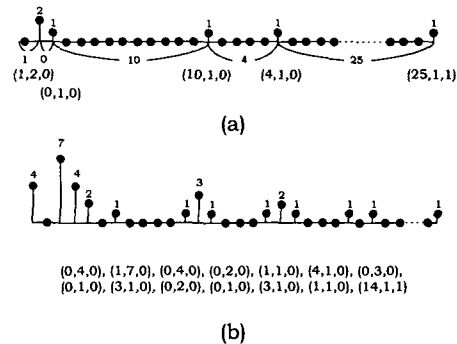 2
1 1 1 1
1 0 10 4 25
(1,2,0) (10,1,0) (4,1,0) (25,1,1)
(0,1,0)
(a)
7
4 4
2 1 1 3 1 1 2 1 1 1 1
(0,4,0), (1,7,0), (0,4,0), (0,2,0), (1,1,0), (4,1,0), (0,3,0),
(0,1,0), (3,1,0), (0,2,0), (0,1,0), (3,1,0), (1,1,0), (14,1,1)
(b)